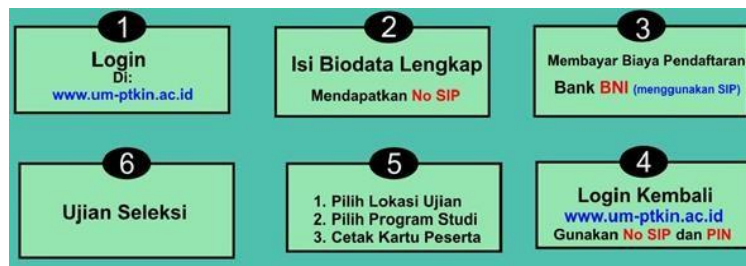 1
Login
Di:
www.um-ptkin.ac.id
2
Isi Biodata Lengkap
Mendapatkan No SIP
3
Membayar Biaya Pendaftaran
Bank BNI (menggunakan SIP)
4
Login Kembali
www.um-ptkin.ac.id
Gunakan No SIP dan PIN
5
1. Pilih Lokasi Ujian
2. Pilih Program Studi
3. Cetak Kartu Peserta
6
Ujian Seleksi